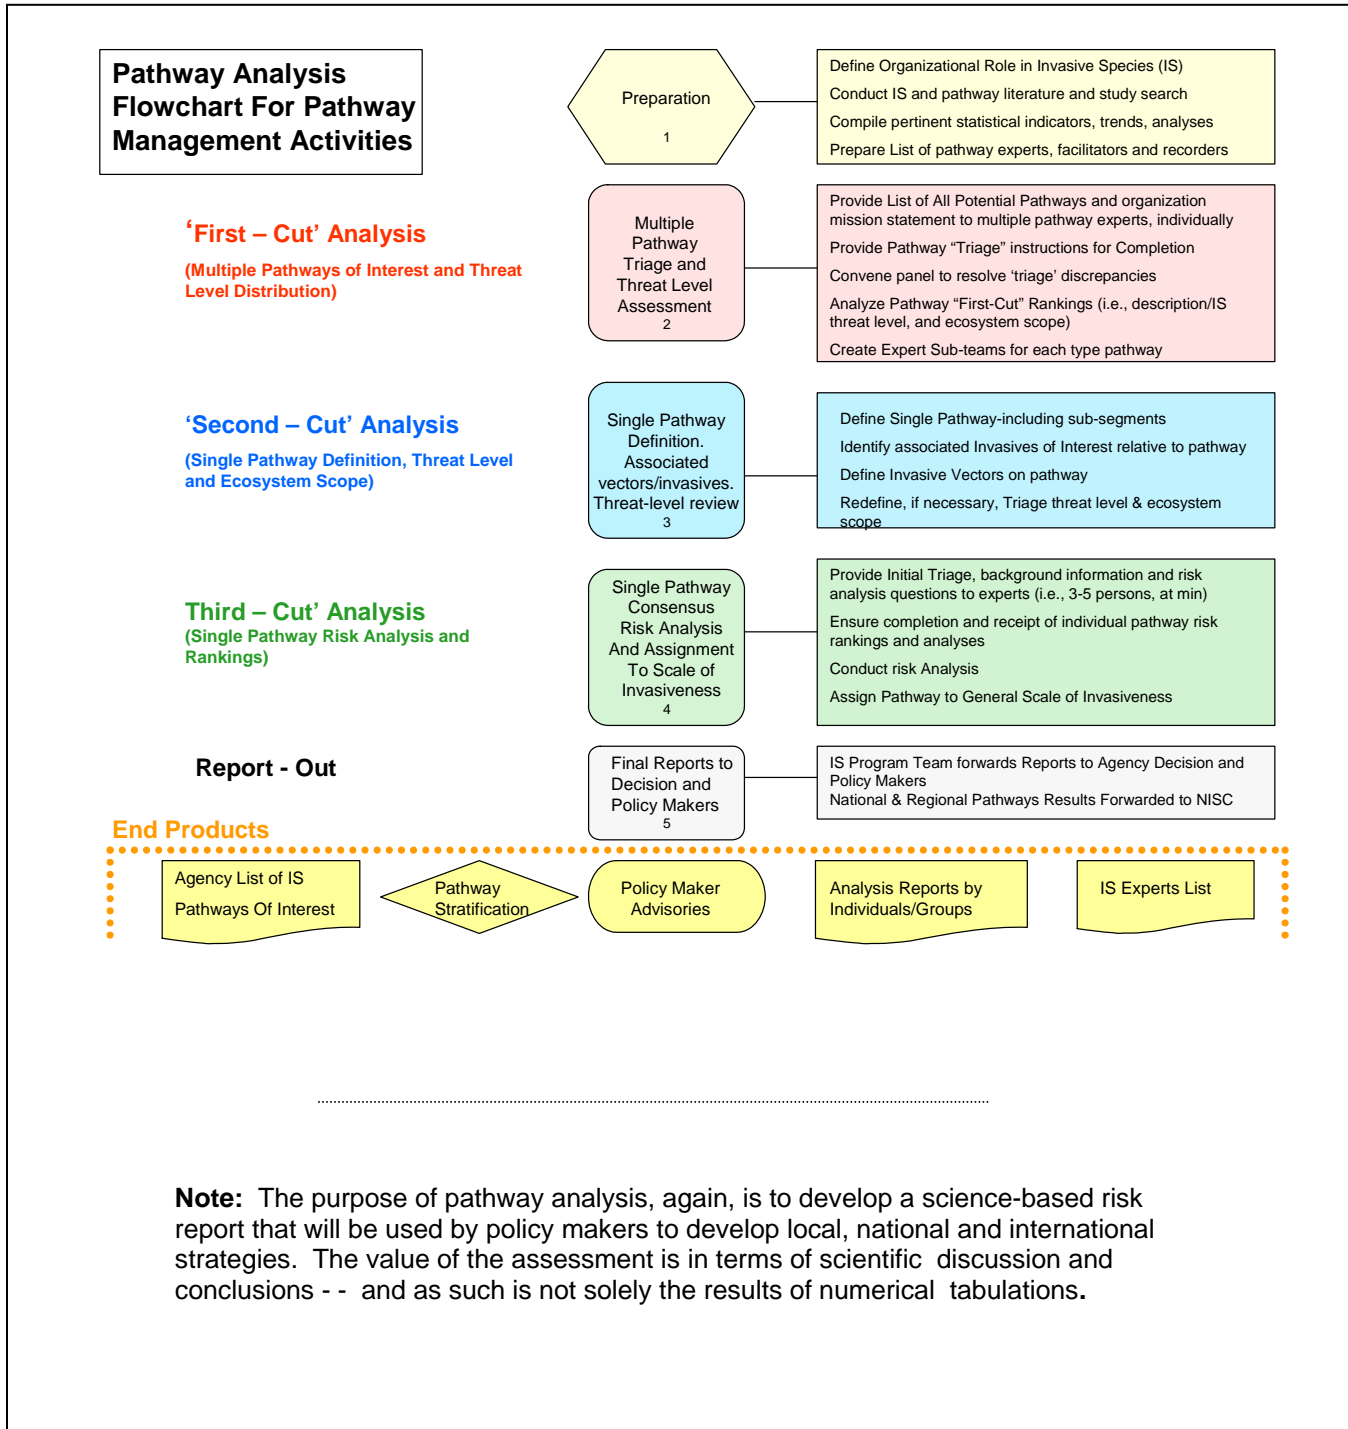 Pathway Analysis
Flowchart For Pathway
Management Activities
Preparation
1
Define Organizational Role in Invasive Species (IS)
Conduct IS and pathway literature and study search
Compile pertinent statistical indicators, trends, analyses
Prepare List of pathway experts, facilitators and recorders
‘First – Cut’ Analysis
(Multiple Pathways of Interest and Threat
Level Distribution)
Multiple
Pathway
Triage and
Threat Level
Assessment
2
Provide List of All Potential Pathways and organization
mission statement to multiple pathway experts, individually
Provide Pathway “Triage” instructions for Completion
Convene panel to resolve ‘triage’ discrepancies
Analyze Pathway “First-Cut” Rankings (i.e., description/IS
threat level, and ecosystem scope)
Create Expert Sub-teams for each type pathway
‘Second – Cut’ Analysis
(Single Pathway Definition, Threat Level
and Ecosystem Scope)
Single Pathway
Definition.
Associated
vectors/invasives.
Threat-level review
3
Define Single Pathway-including sub-segments
Identify associated Invasives of Interest relative to pathway
Define Invasive Vectors on pathway
Redefine, if necessary, Triage threat level & ecosystem
scope
Third – Cut’ Analysis
(Single Pathway Risk Analysis and
Rankings)
Single Pathway
Consensus
Risk Analysis
And Assignment
To Scale of
Invasiveness
4
Provide Initial Triage, background information and risk
analysis questions to experts (i.e., 3-5 persons, at min)
Ensure completion and receipt of individual pathway risk
rankings and analyses
Conduct risk Analysis
Assign Pathway to General Scale of Invasiveness
Report - Out
Final Reports to
Decision and
Policy Makers
5
IS Program Team forwards Reports to Agency Decision and
Policy Makers
National & Regional Pathways Results Forwarded to NISC
End Products
Agency List of IS
Pathways Of Interest
Pathway
Stratification
Policy Maker
Advisories
Analysis Reports by
Individuals/Groups
IS Experts List
Note: The purpose of pathway analysis, again, is to develop a science-based risk
report that will be used by policy makers to develop local, national and international
strategies. The value of the assessment is in terms of scientific discussion and
conclusions - - and as such is not solely the results of numerical tabulations.